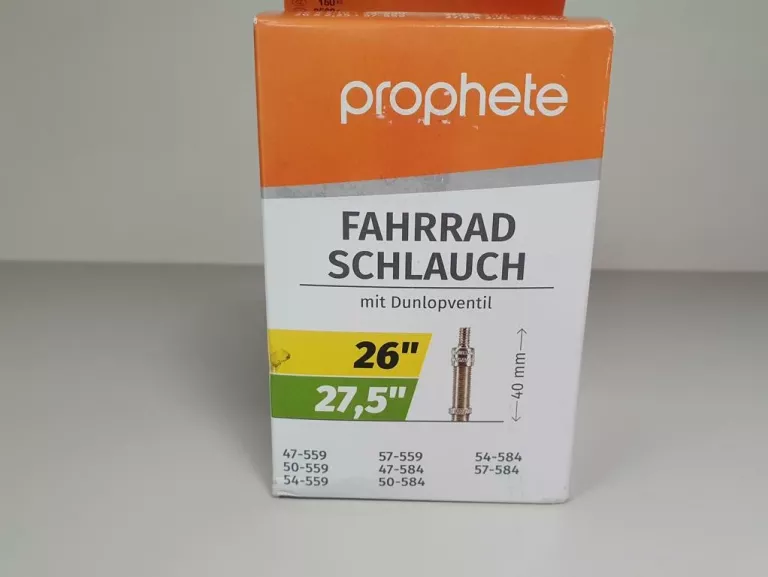 prophete
FAHRRAD
SCHLAUCH
mit Dunlopventil
26"
27,5"
40 mm
47-559 57-559 54-584
50-559 47-584 57-584
54-559 50-584